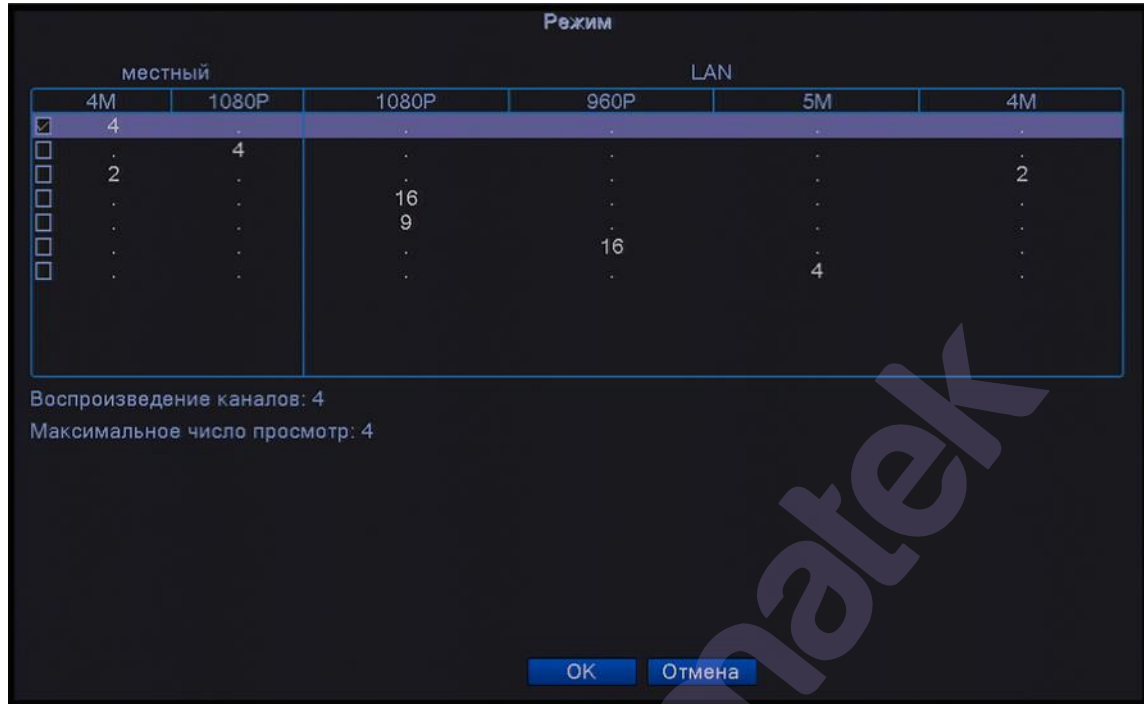 Режим
местный LAN
4M 1080P 1080P 960P 5M 4M
4 . . . . .
. 4 . . . .
2 . . . . 2
. . 16 . . .
. . 9 . . .
. . . 16 . .
. . . . 4 .
Воспроизведение каналов: 4
Максимальное число просмотр: 4
OK Отмена